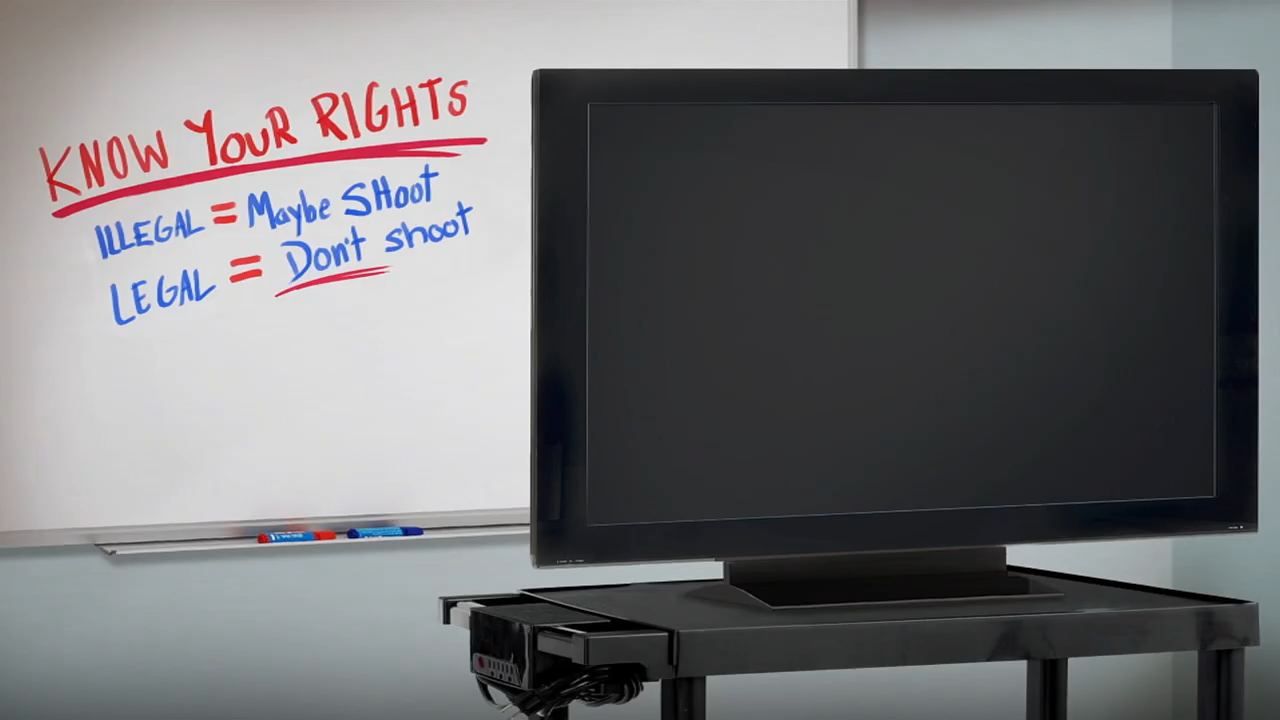 KNOW YOUR RIGHTS
ILLEGAL = Maybe SHOOT
LEGAL = Don't shoot